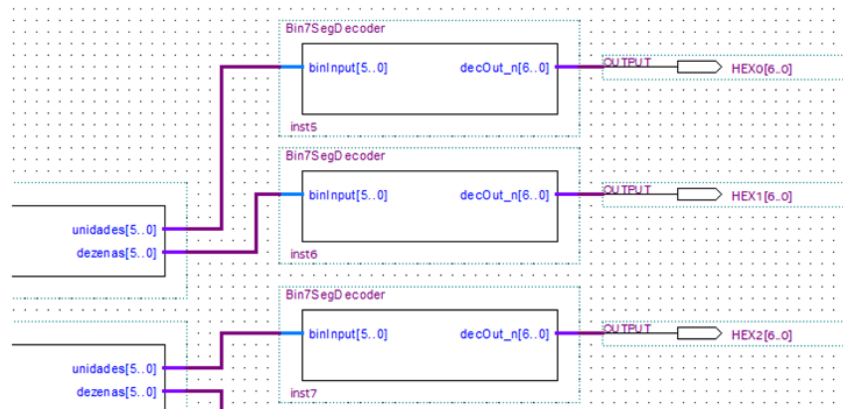 Bin7SegDecoder
binInput[5..0] decOut_n[6..0] OUTPUT HEX0[6..0]
inst5
Bin7SegDecoder
binInput[5..0] decOut_n[6..0] OUTPUT HEX1[6..0]
unidades[5..0]
dezenas[5..0]
inst6
Bin7SegDecoder
binInput[5..0] decOut_n[6..0] OUTPUT HEX2[6..0]
unidades[5..0]
dezenas[5..0]
inst7